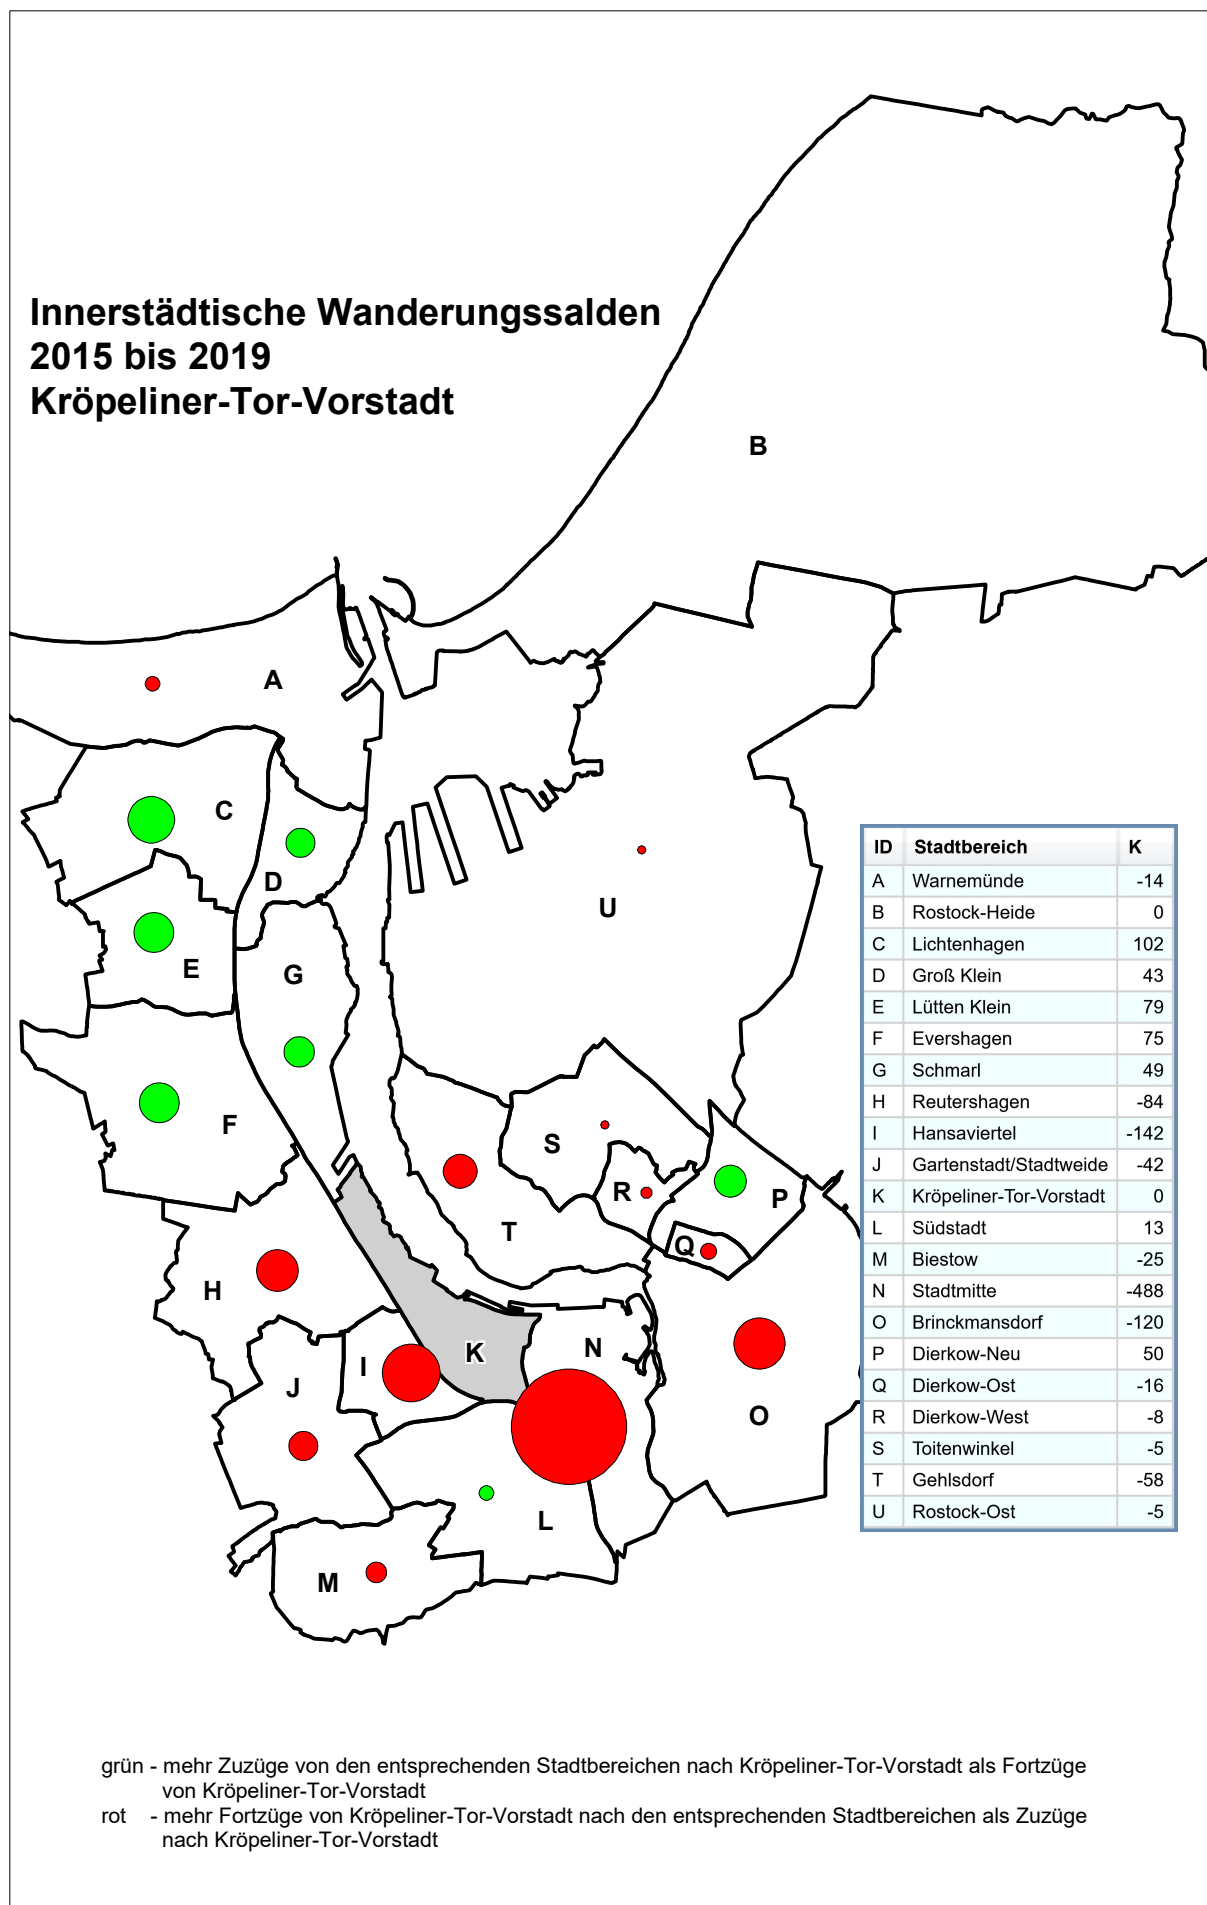 Innerstädtische Wanderungssalden
2015 bis 2019
Kröpeliner-Tor-Vorstadt
B
A
C
D
E
G
U
F
S
R
P
T
Q
H
I
K
N
J
O
L
M
ID Stadtbereich K
A Warnemünde -14
B Rostock-Heide 0
C Lichtenhagen 102
D Groß Klein 43
E Lütten Klein 79
F Evershagen 75
G Schmarl 49
H Reutershagen -84
I Hansaviertel -142
J Gartenstadt/Stadtweide -42
K Kröpeliner-Tor-Vorstadt 0
L Südstadt 13
M Biestow -25
N Stadtmitte -488
O Brinckmansdorf -120
P Dierkow-Neu 50
Q Dierkow-Ost -16
R Dierkow-West -8
S Toitenwinkel -5
T Gehlsdorf -58
U Rostock-Ost -5
grün - mehr Zuzüge von den entsprechenden Stadtbereichen nach Kröpeliner-Tor-Vorstadt als Fortzüge
von Kröpeliner-Tor-Vorstadt
rot - mehr Fortzüge von Kröpeliner-Tor-Vorstadt nach den entsprechenden Stadtbereichen als Zuzüge
nach Kröpeliner-Tor-Vorstadt